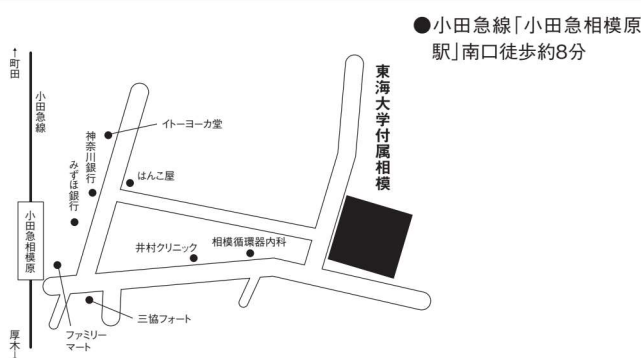 ●小田急線「小田急相模原
駅」南口徒歩約8分
↑町田
小田急線
小田急相模原
厚木↓
神奈川銀行
みずほ銀行
イトーヨーカ堂
はんこ屋
井村クリニック
相模循環器内科
三協フォート
ファミリー
マート
東海大学付属相模